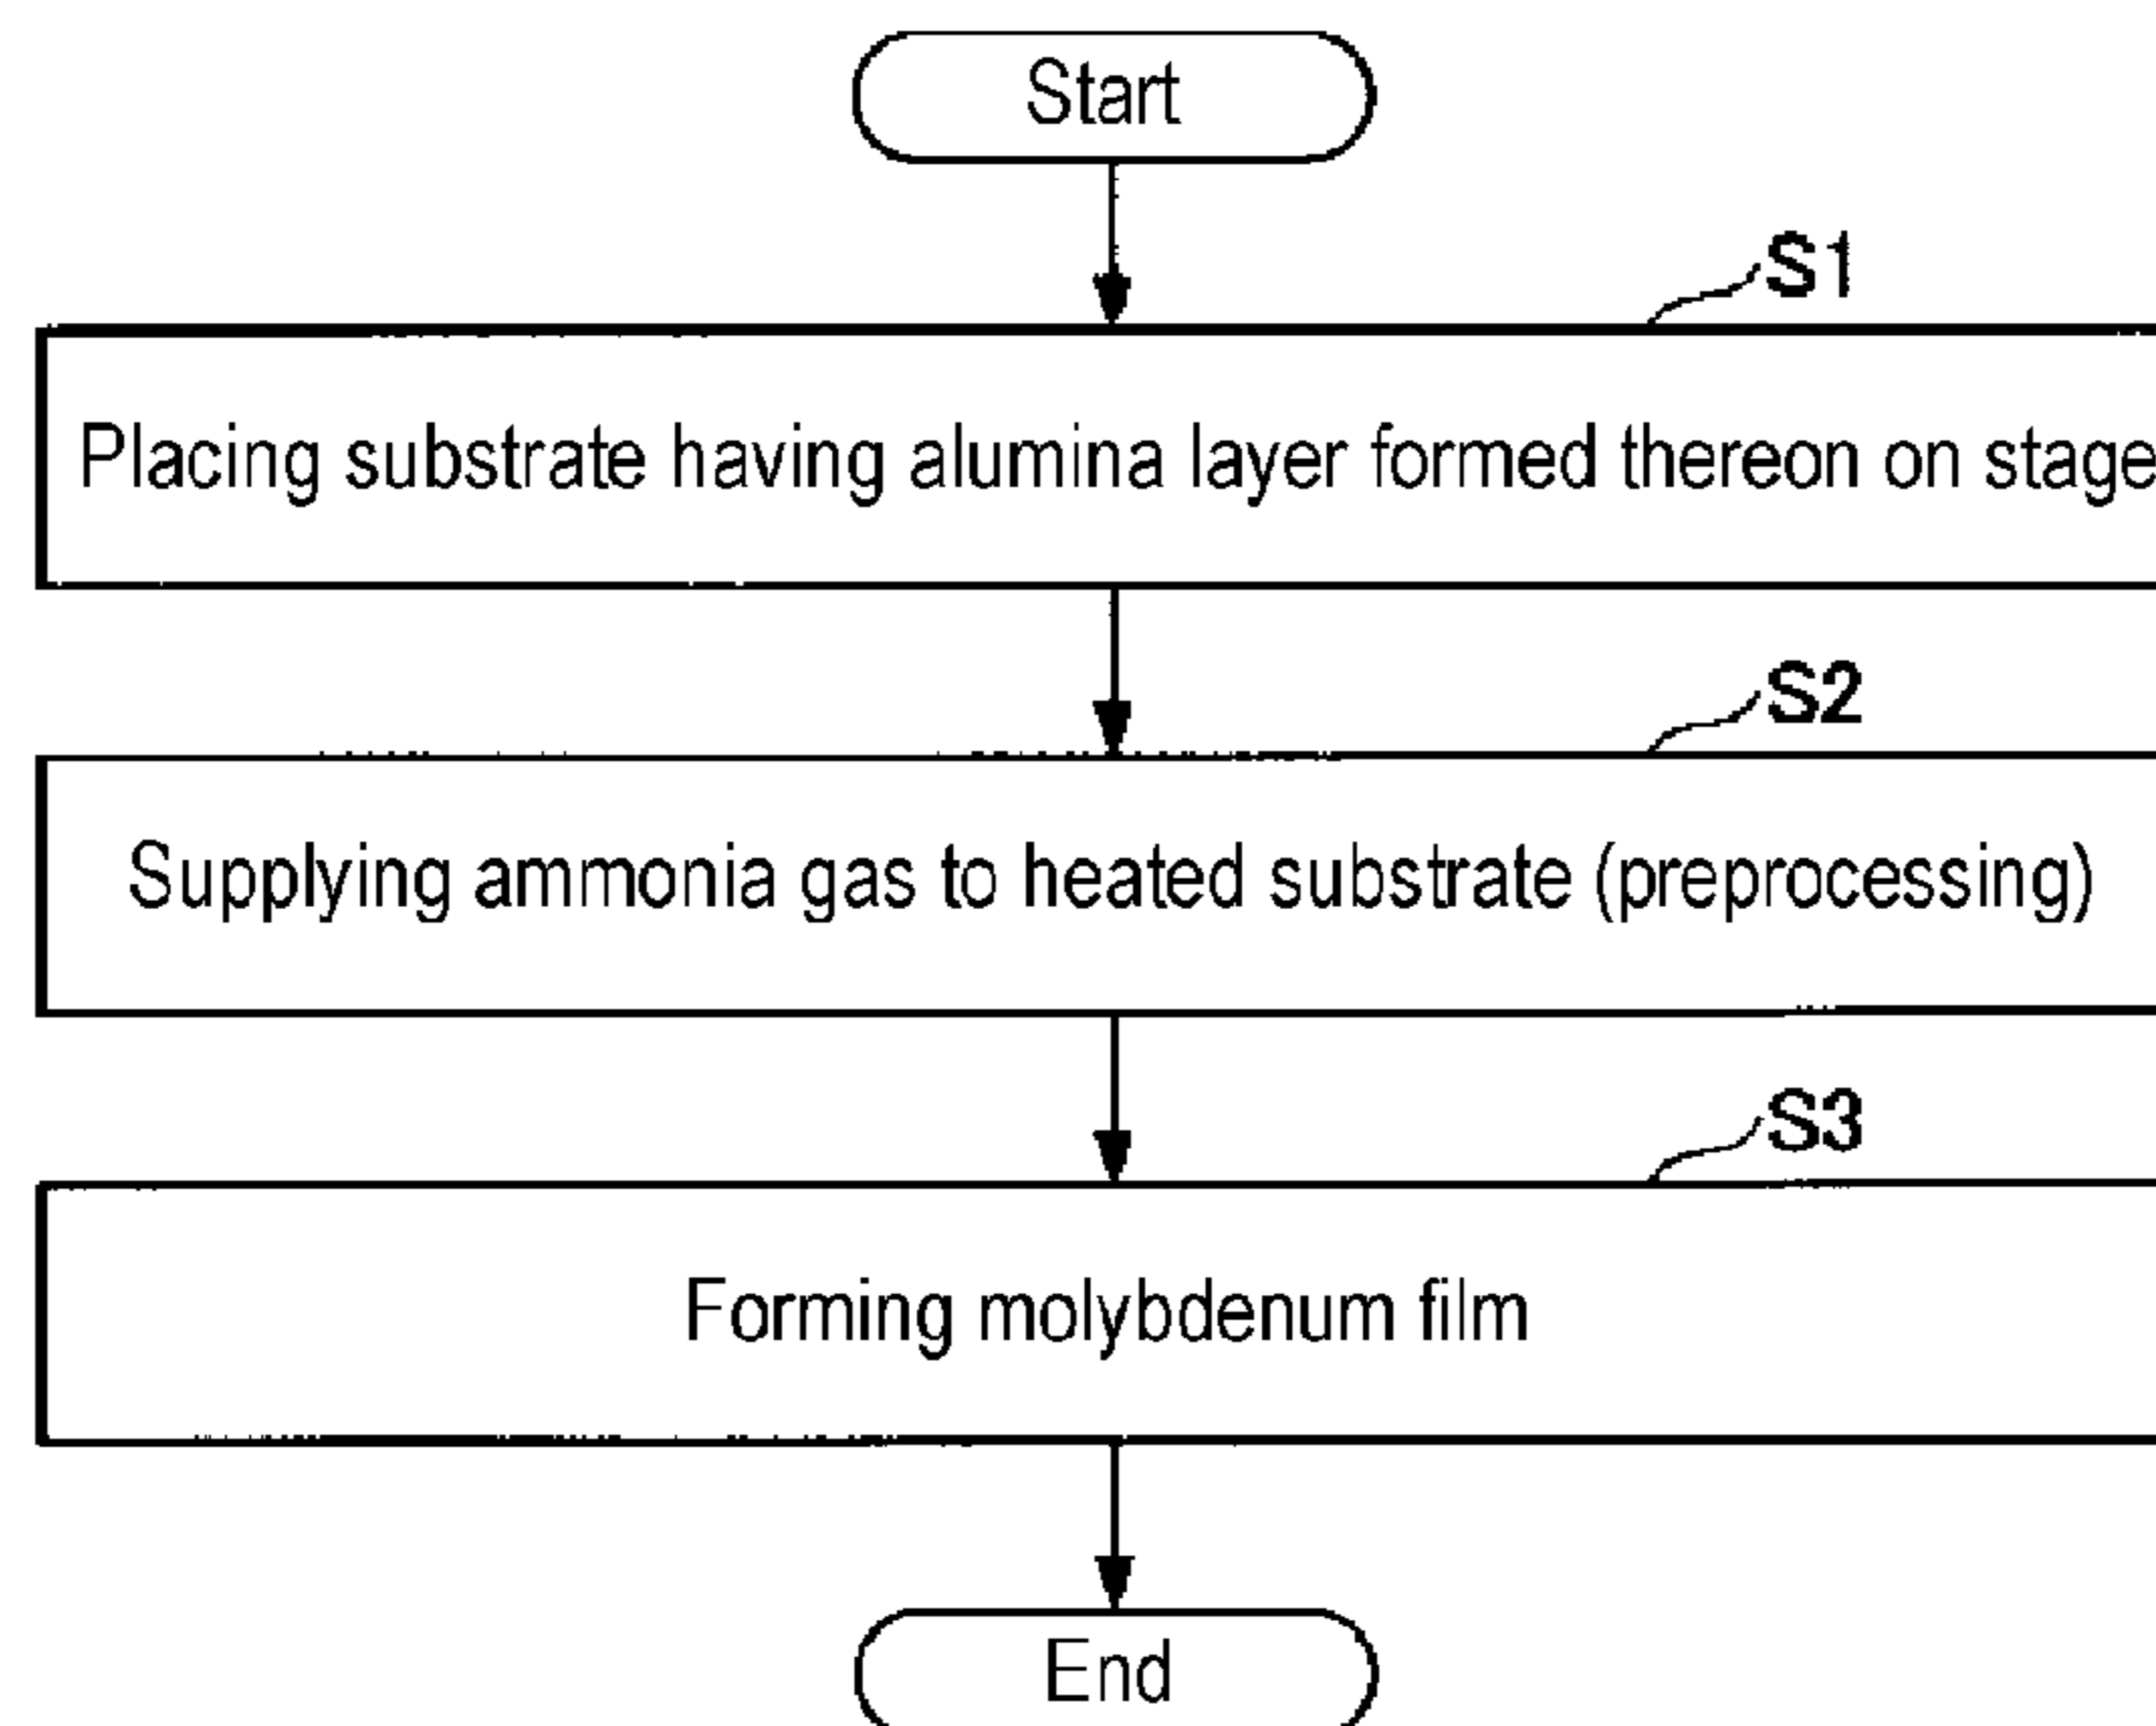 Start
S1
Placing substrate having alumina layer formed thereon on stage
S2
Supplying ammonia gas to heated substrate (preprocessing)
S3
Forming molybdenum film
End